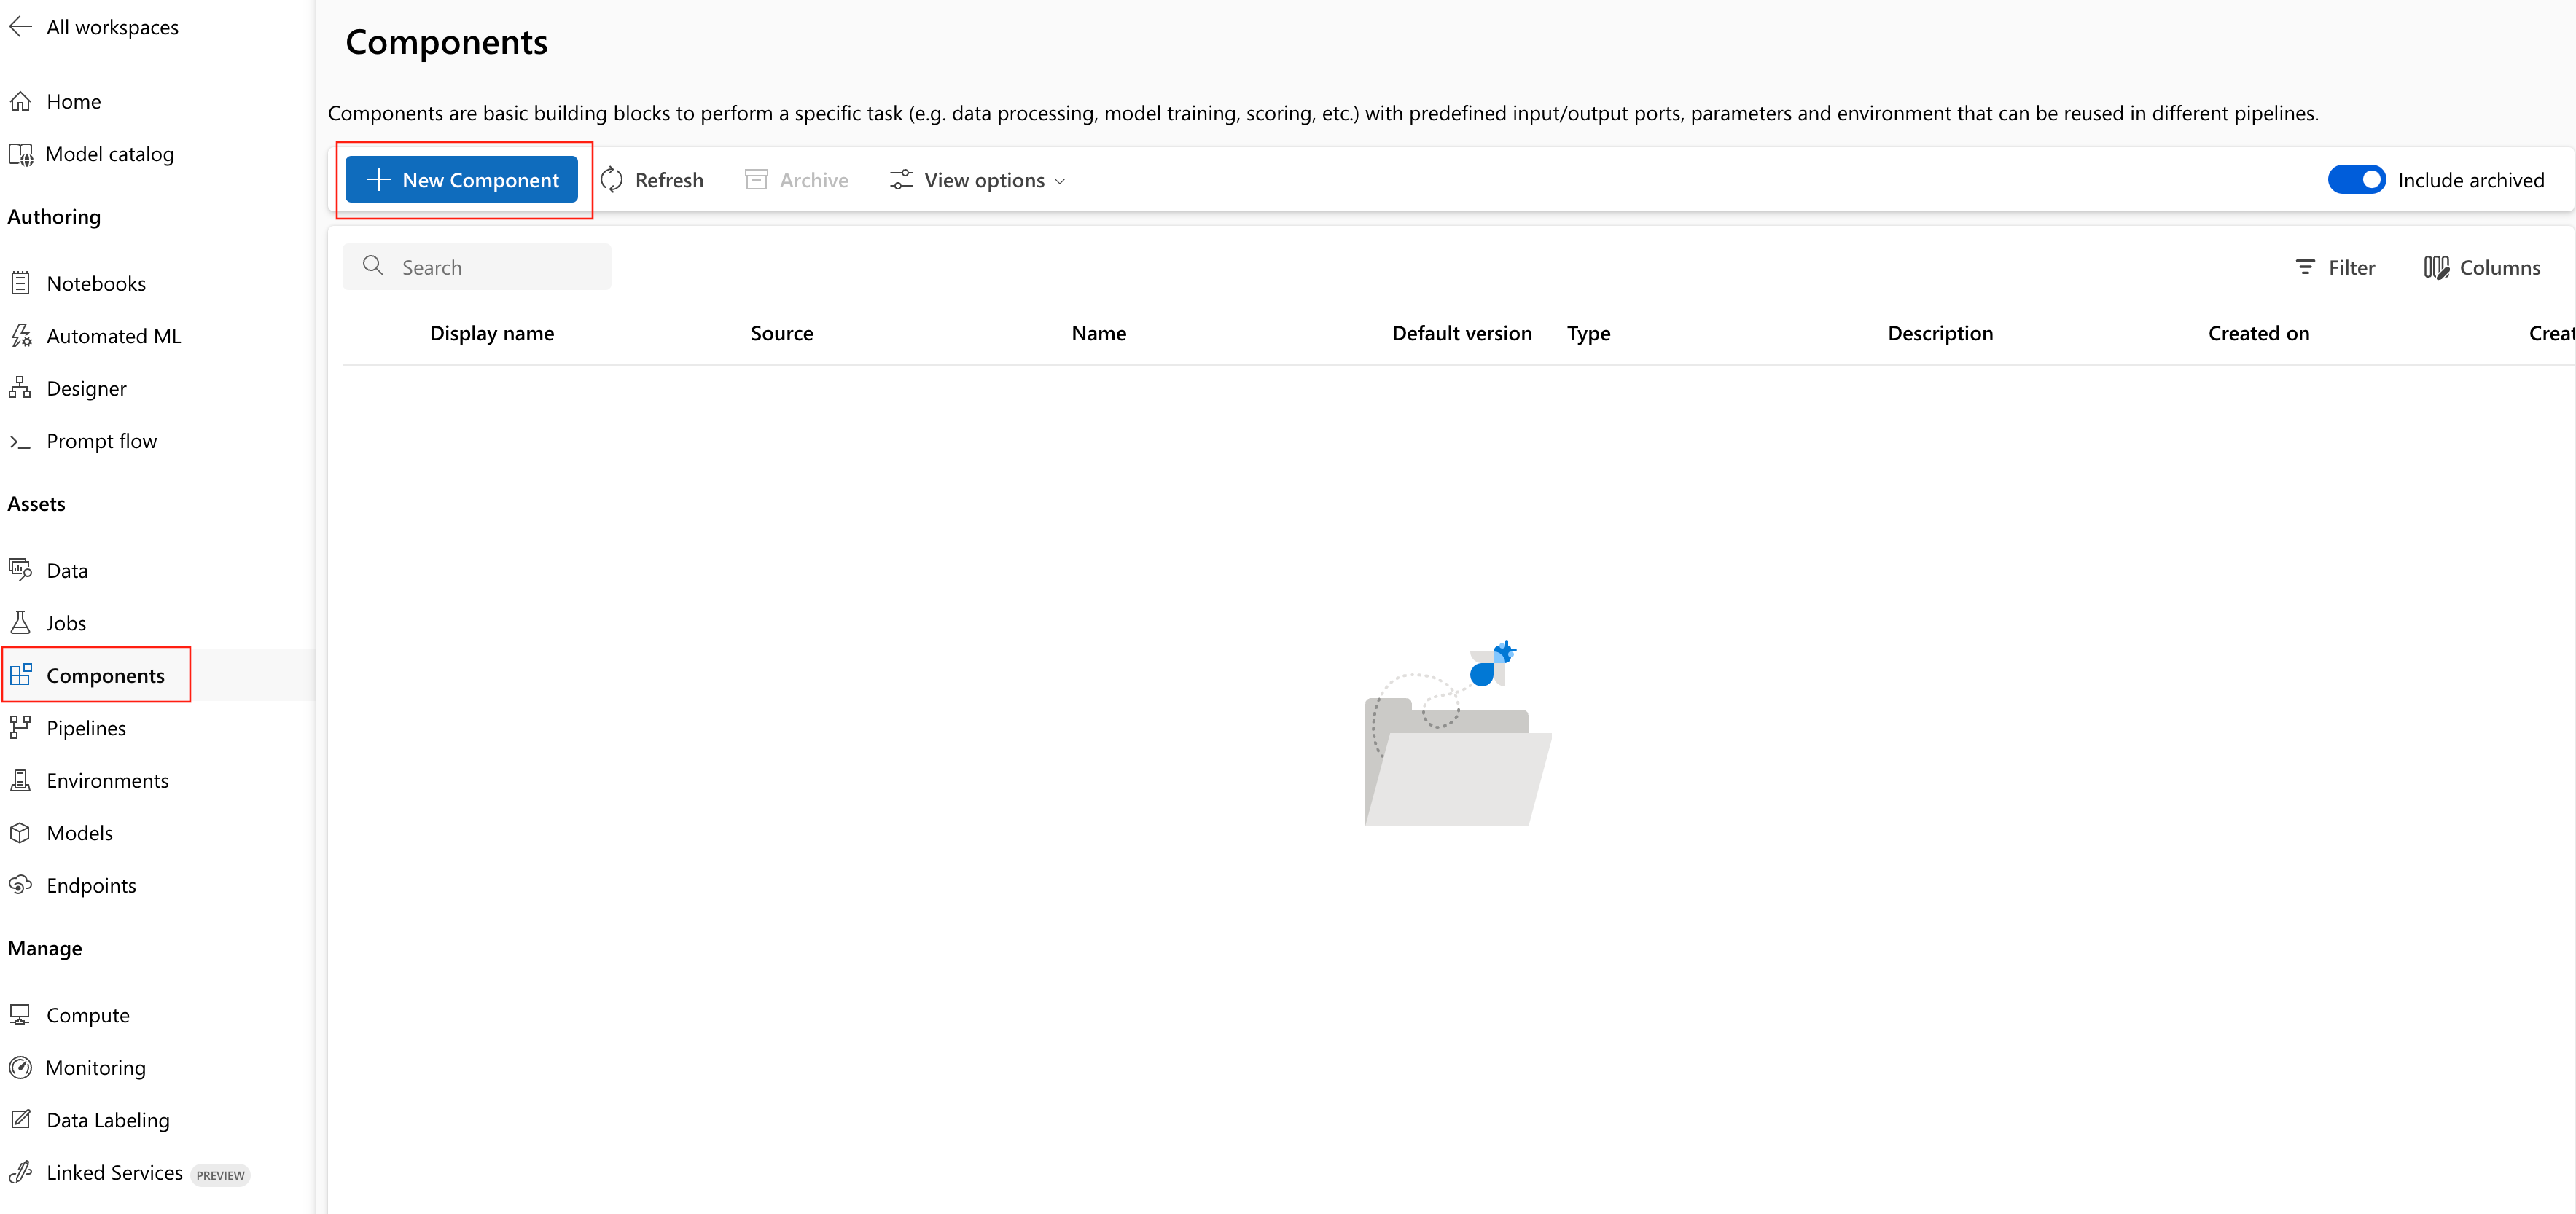 All workspaces
Home
Model catalog
Authoring
Notebooks
Automated ML
Designer
Prompt flow
Assets
Data
Jobs
Components
Pipelines
Environments
Models
Endpoints
Manage
Compute
Monitoring
Data Labeling
Linked Services PREVIEW
Components
Components are basic building blocks to perform a specific task (e.g. data processing, model training, scoring, etc.) with predefined input/output ports, parameters and environment that can be reused in different pipelines.
New Component Refresh Archive View options Include archived
Search Filter Columns
Display name Source Name Default version Type Description Created on Creat